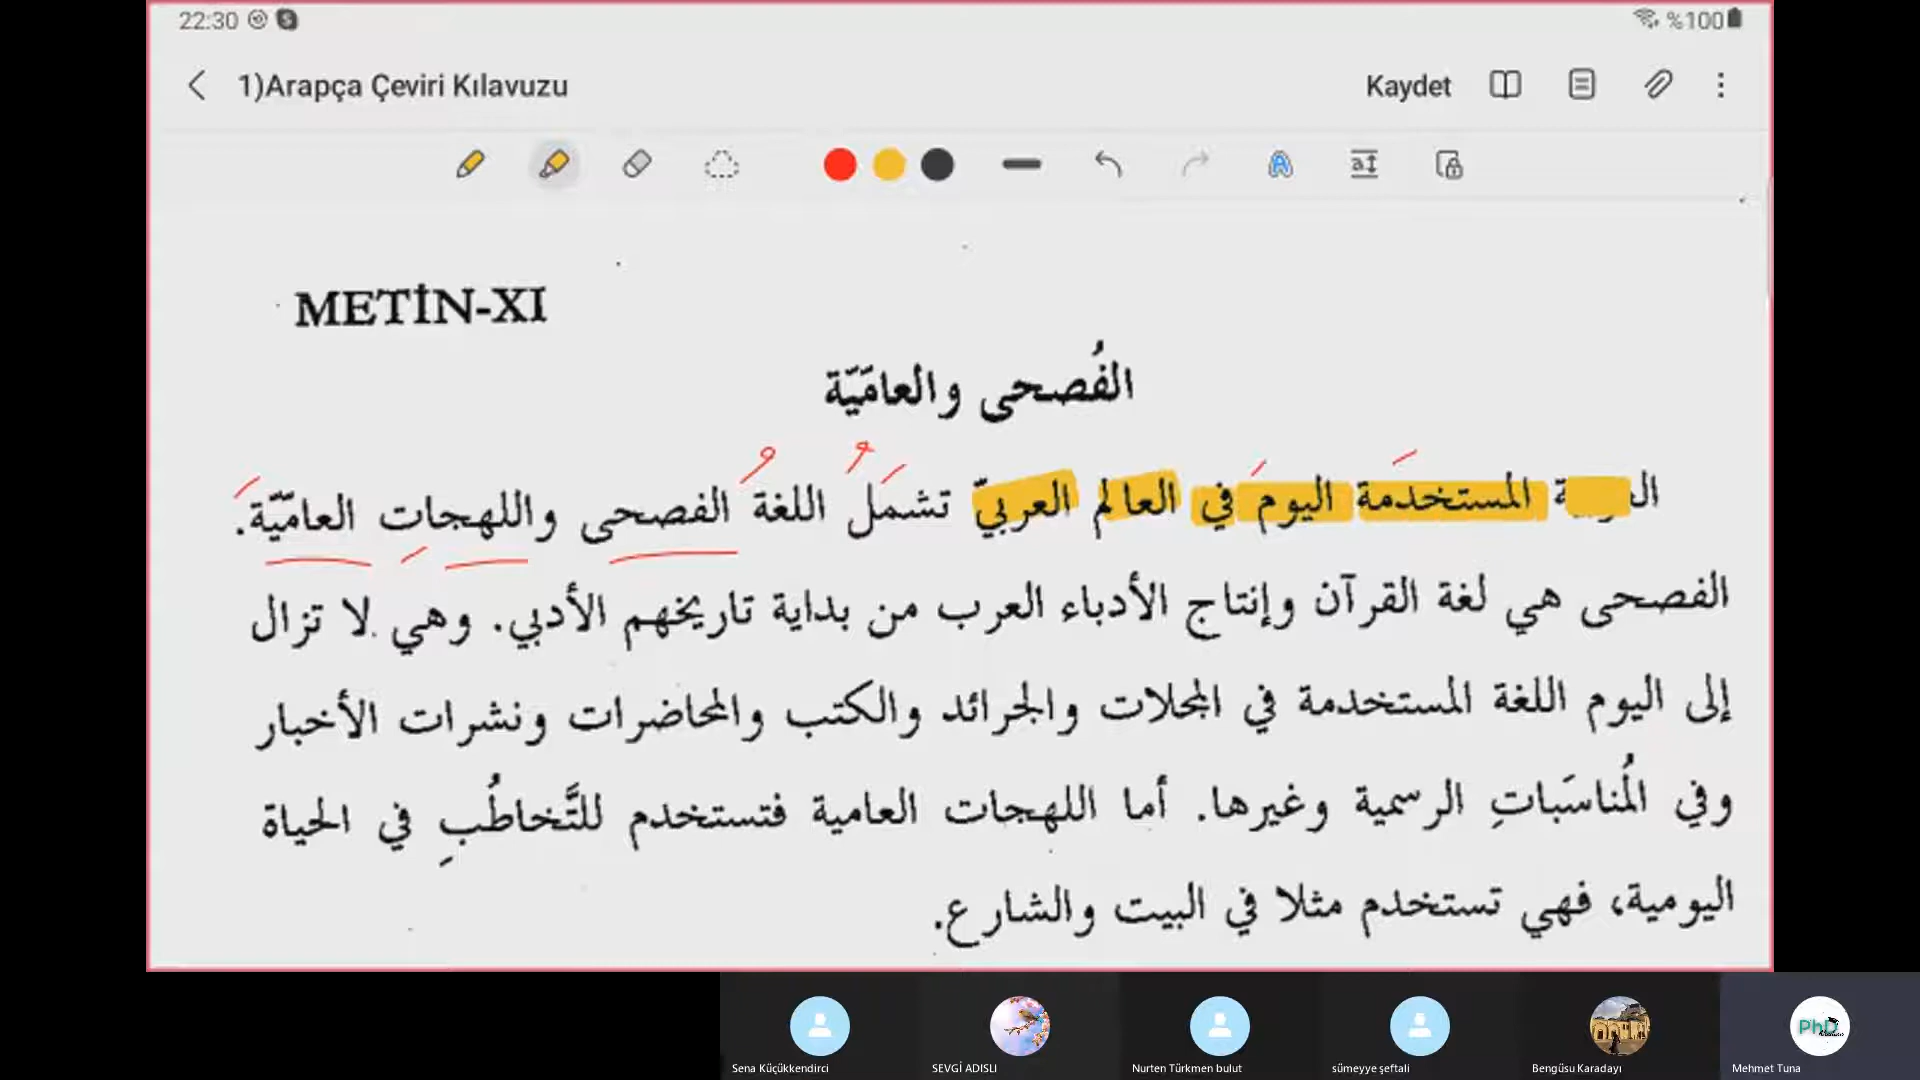 22:30
%100
1)Arapça Çeviri Kılavuzu
Kaydet
METİN-XI
الفُصحى والعامَيّة
المستخدمة اليوم في العالم العربيّ تشمل اللغة الفصحى واللهجات العاميّة.
الفصحى هي لغة القرآن وإنتاج الأدباء العرب من بداية تاريخهم الأدبي. وهي لا تزال
إلى اليوم اللغة المستخدمة في المجلات والجرائد والكتب والمحاضرات ونشرات الأخبار
وفي المُناسَباتِ الرسمية وغيرها. أما اللهجات العامية فتستخدم للتَّخاطُبِ في الحياة
اليومية، فهي تستخدم مثلا في البيت والشارع.
Sena Küçükkendirci
SEVGİ ADISLI
Nurten Türkmen bulut
sümeyye şeftali
Bengüsu Karadayı
PhD
Mehmet Tuna